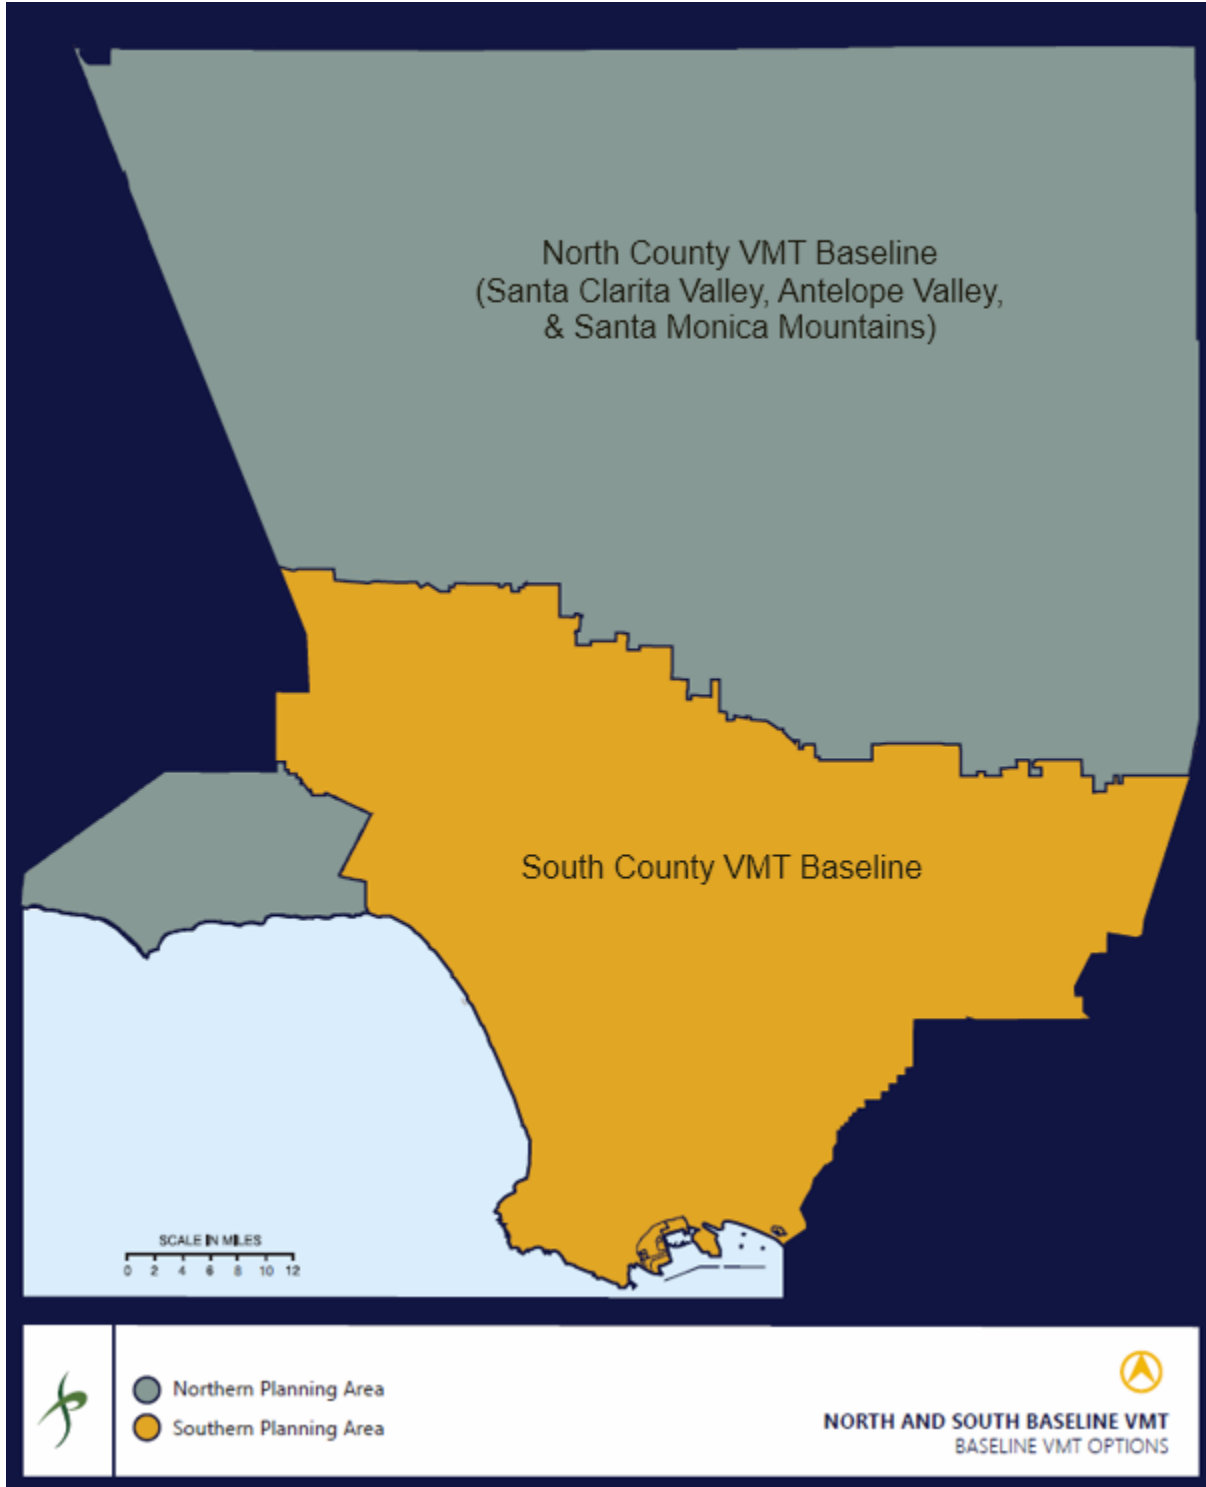 North County VMT Baseline
(Santa Clarita Valley, Antelope Valley,
& Santa Monica Mountains)
South County VMT Baseline
SCALE IN MILES
0 2 4 6 8 10 12
Northern Planning Area
Southern Planning Area
NORTH AND SOUTH BASELINE VMT
BASELINE VMT OPTIONS